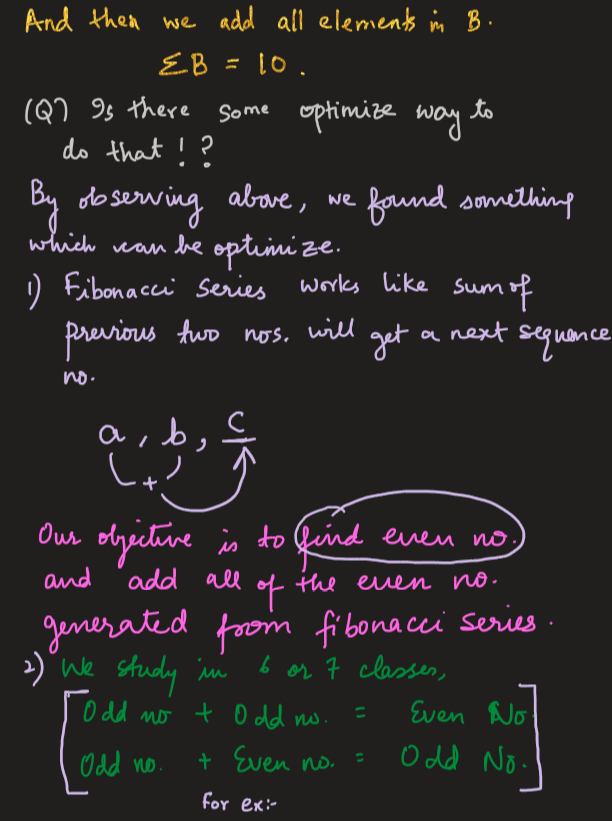 And then we add all elements in B.
ΣB = 10.
(Q) Is there some optimize way to
do that ! ?
By observing above, we found something
which can be optimize.
1) Fibonacci series works like sum of
previous two nos. will get a next sequence
no.
a , b, c
+
Our objective is to find even no.
and add all of the even no.
generated from fibonacci series.
2) We study in 6 or 7 classes,
Odd no + Odd no. = Even No
Odd no. + Even no. = Odd No.
for ex:-